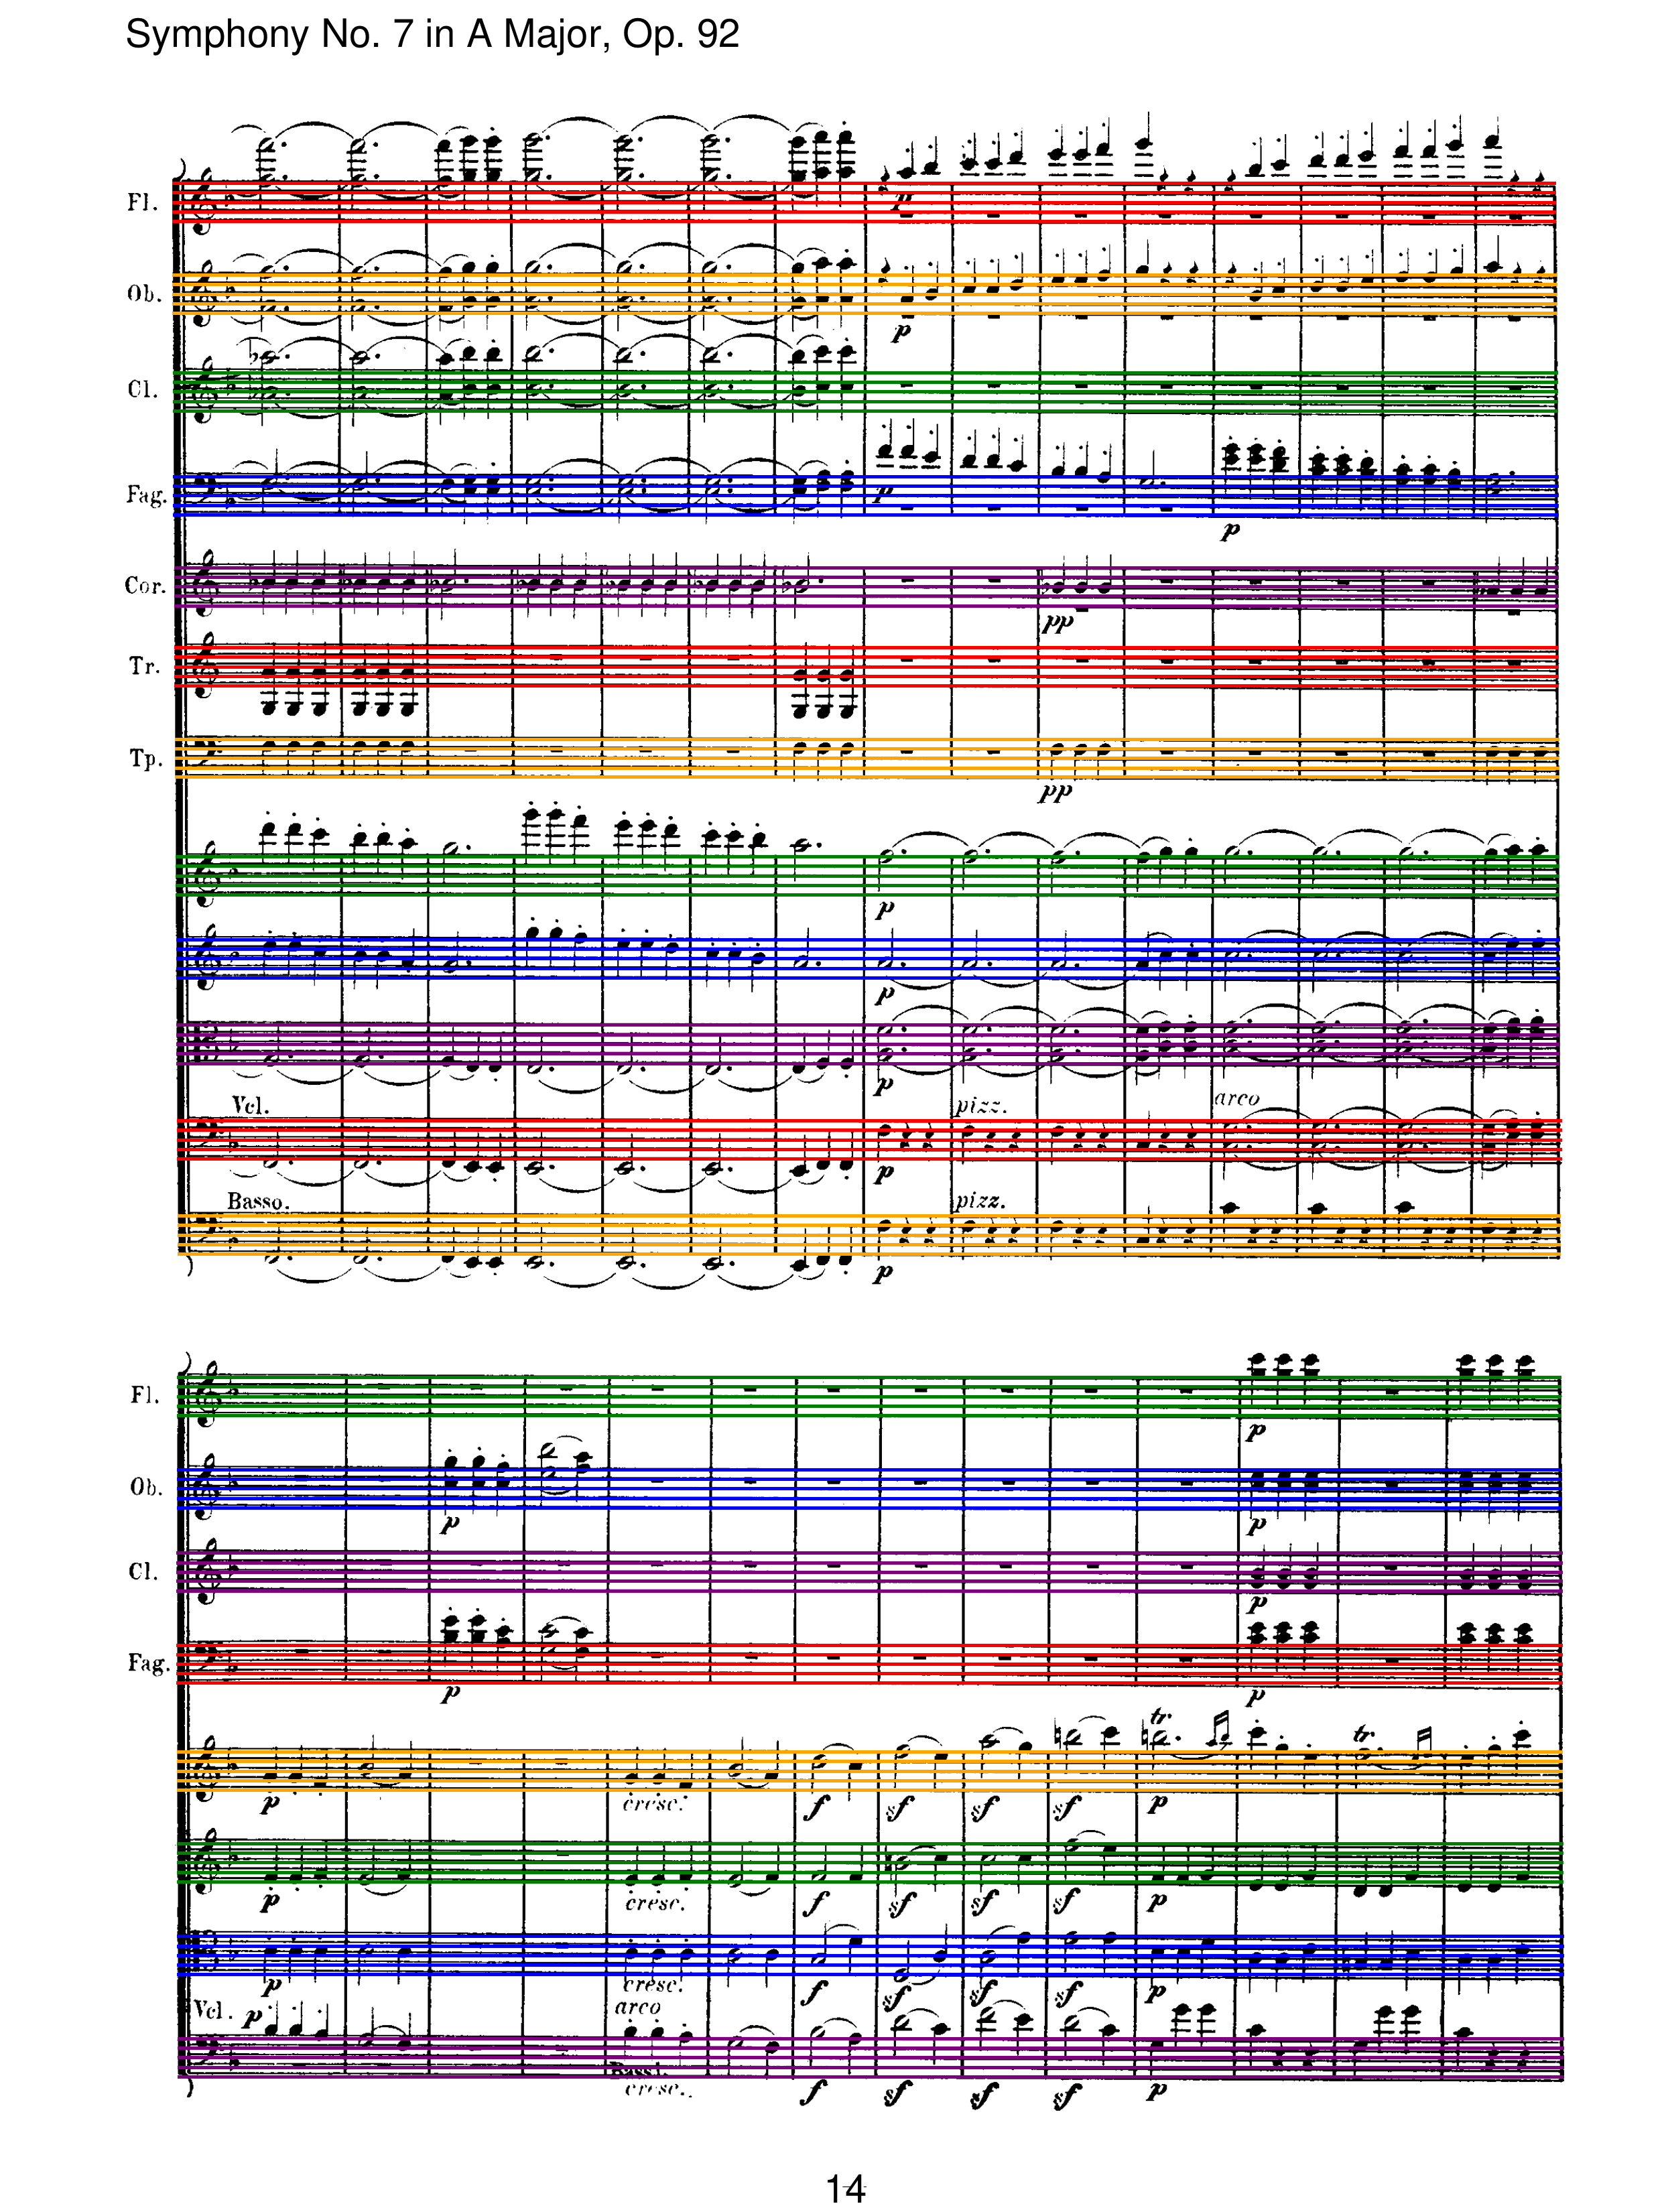 Symphony No. 7 in A Major, Op. 92
Fl.
p
Ob.
p
Cl.
Fag.
p
p
Cor.
pp
Tr.
Tp.
pp
p
p
p
Vcl.
pizz.
arco
p
Basso.
pizz.
p
Fl.
p
Ob.
p
p
Cl.
p
Fag.
p
p
tr.
tr.
p
cresc.
f
sf
sf
sf
p
p
cresc.
f
sf
sf
sf
p
p
cresc.
f
sf
sf
sf
p
Vcl.
p
arco
Bassi.
cresc.
f
sf
sf
sf
p
14